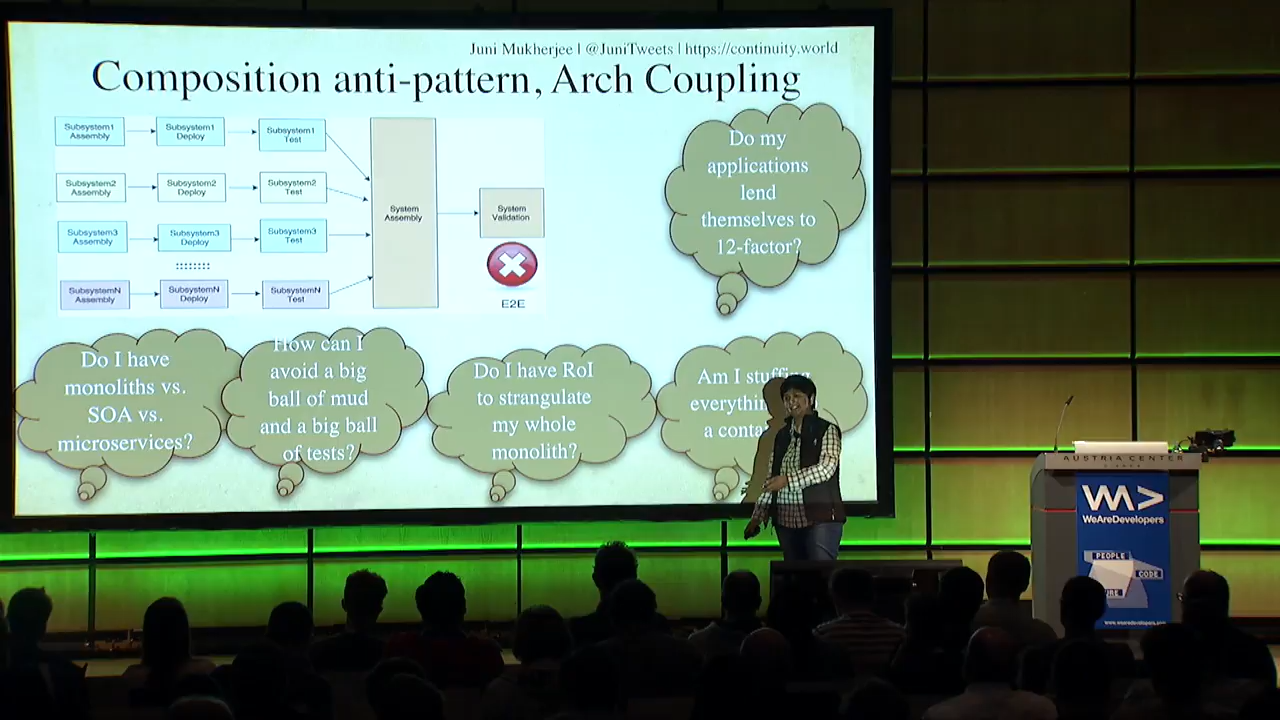 Juni Mukherjee | @JuniTweets | https://continuity.world
Composition anti-pattern, Arch Coupling
Subsystem1
Assembly
Subsystem1
Deploy
Subsystem1
Test
Subsystem2
Assembly
Subsystem2
Deploy
Subsystem2
Test
Subsystem3
Assembly
Subsystem3
Deploy
Subsystem3
Test
SubsystemN
Assembly
SubsystemN
Deploy
SubsystemN
Test
System
Assembly
System
Validation
E2E
Do my
applications
lend
themselves to
12-factor?
Do I have
monoliths vs.
SOA vs.
microservices?
How can I
avoid a big
ball of mud
and a big ball
of tests?
Do I have RoI
to strangulate
my whole
monolith?
Am I stuffing
a
AUSTRIA CENTER
WeAreDevelopers
PEOPLE
CODE
www.wearedevelopers.com